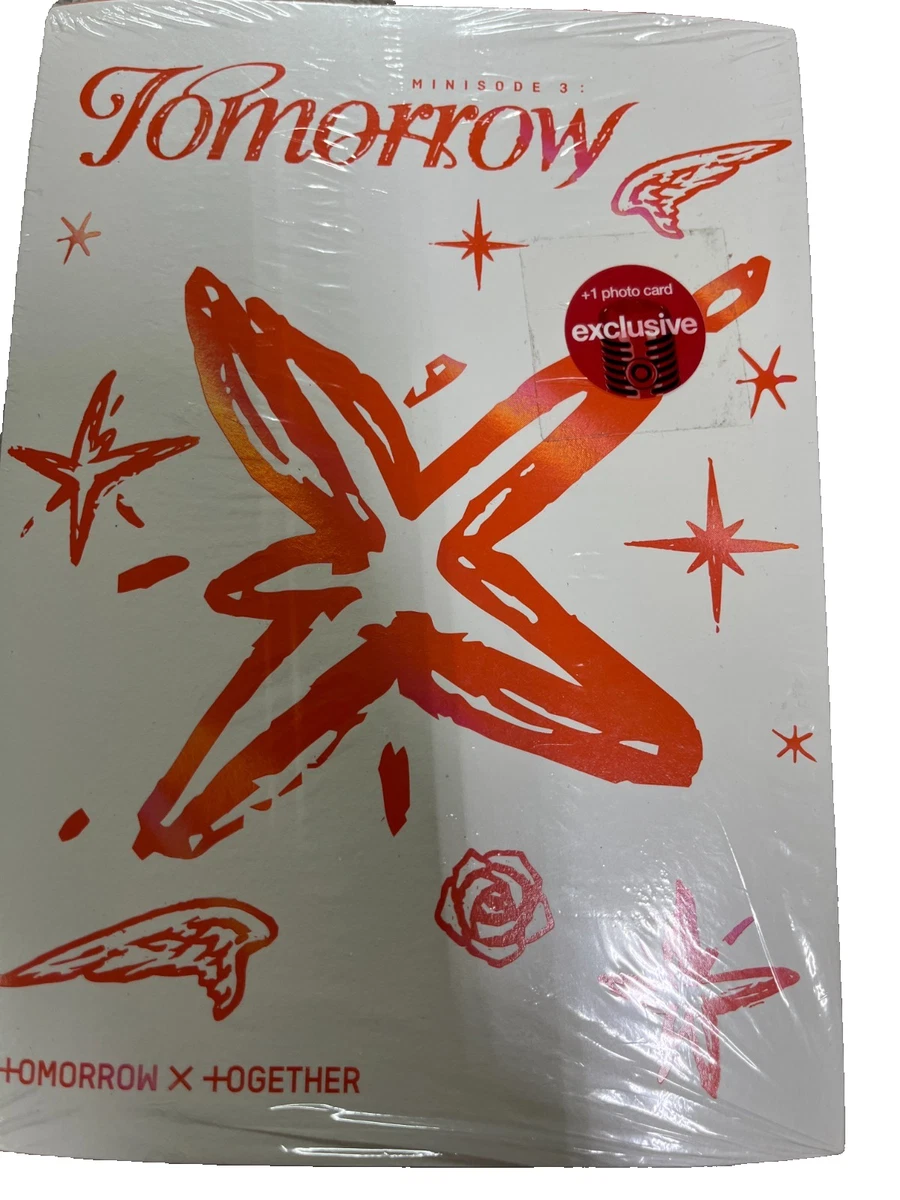 MINISODE 3:
Tomorrow
+1 photo card
exclusive
TOMORROW X TOGETHER